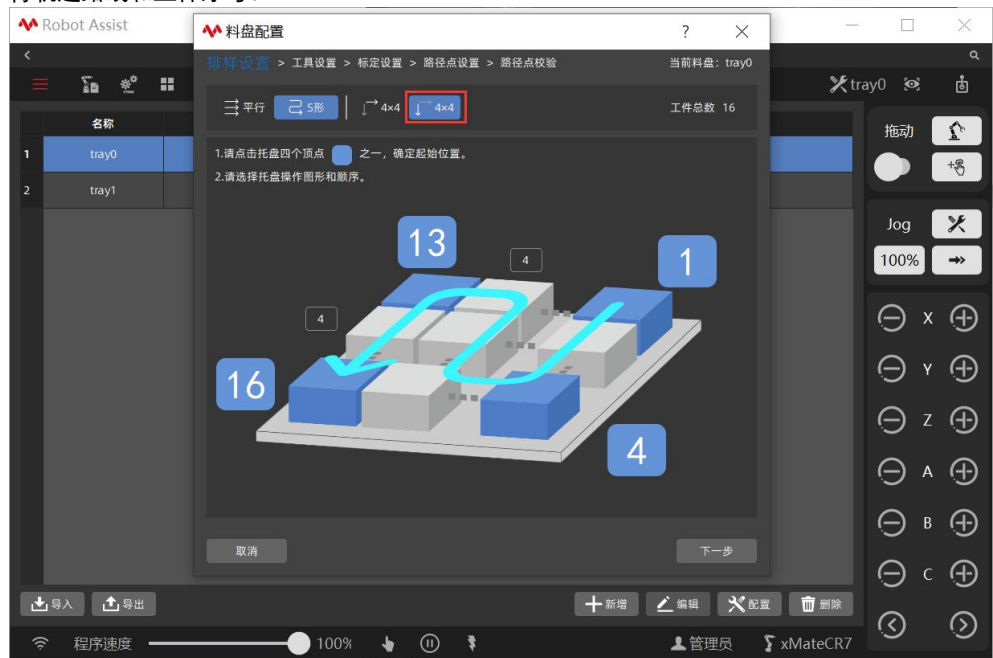 Robot Assist
料盘配置
?
排样设置 > 工具设置 > 标定设置 > 路径点设置 > 路径点校验
当前料盘: tray0
tray0
平行
S形
4×4
4×4
工件总数 16
名称
拖动
1 tray0
2 tray1
1.请点击托盘四个顶点 之一，确定起始位置。
2.请选择托盘操作图形和顺序。
Jog
100%
13
4
1
4
16
4
X
Y
Z
A
B
C
取消
下一步
导入
导出
新增
编辑
配置
删除
程序速度
100%
管理员
xMateCR7